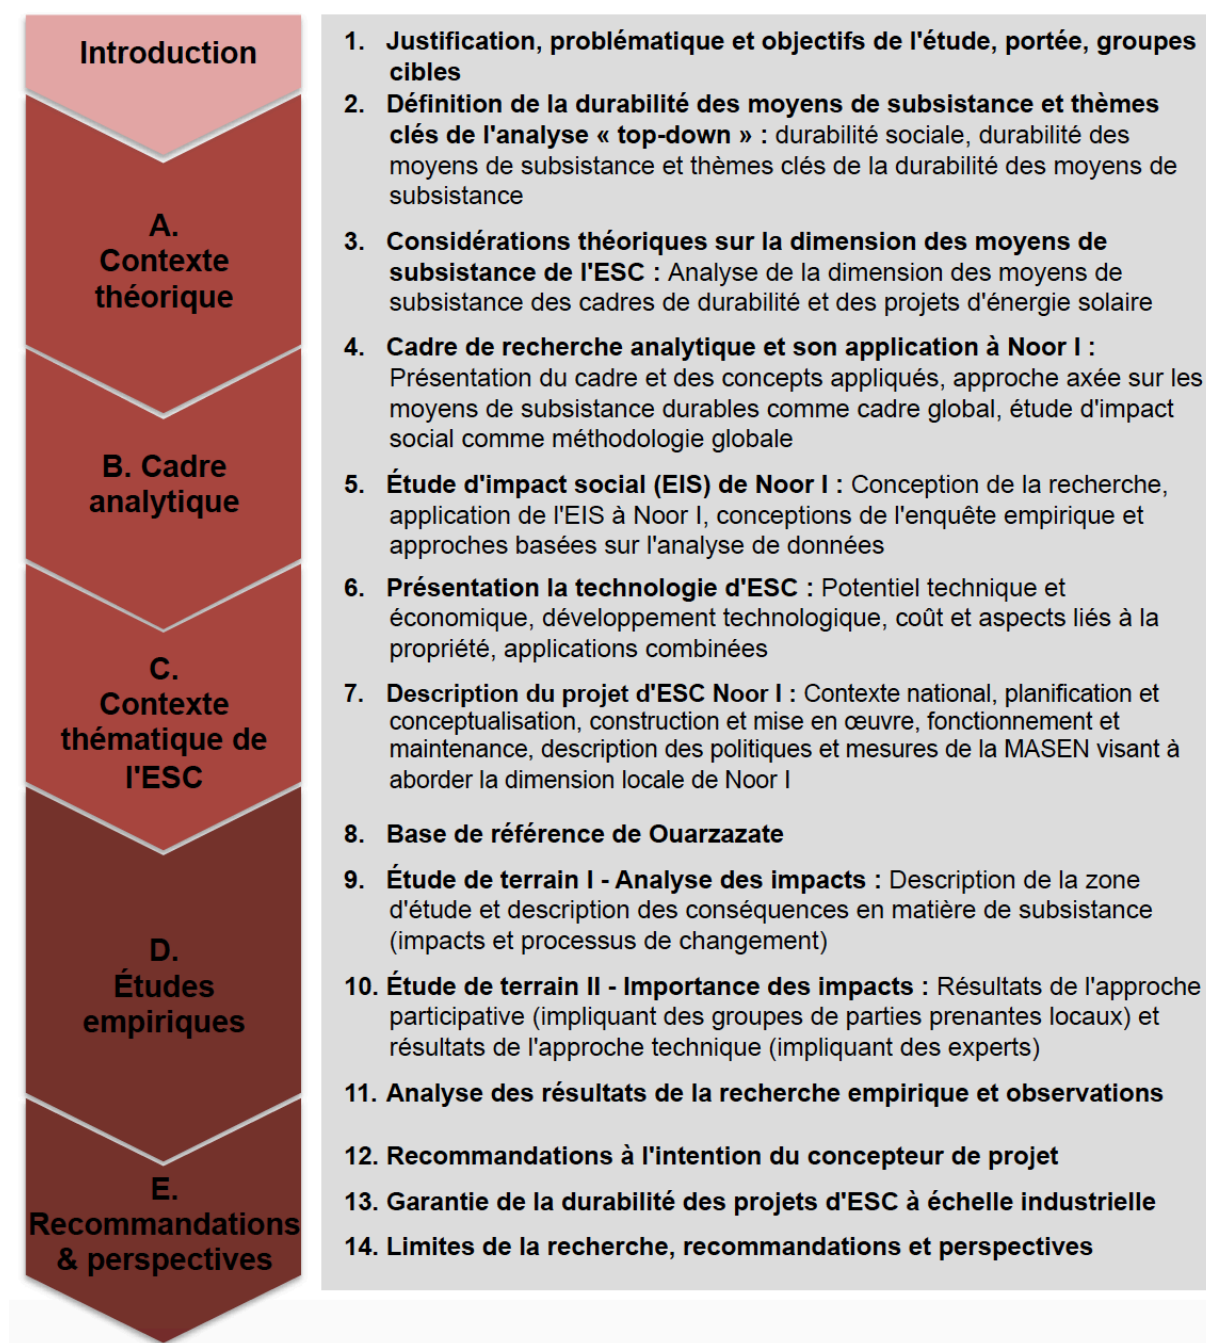 Introduction
1. Justification, problématique et objectifs de l'étude, portée, groupes
cibles
2. Définition de la durabilité des moyens de subsistance et thèmes
clés de l'analyse « top-down » : durabilité sociale, durabilité des
moyens de subsistance et thèmes clés de la durabilité des moyens de
subsistance
A.
Contexte
théorique
3. Considérations théoriques sur la dimension des moyens de
subsistance de l'ESC : Analyse de la dimension des moyens de
subsistance des cadres de durabilité et des projets d'énergie solaire
4. Cadre de recherche analytique et son application à Noor I :
Présentation du cadre et des concepts appliqués, approche axée sur les
moyens de subsistance durables comme cadre global, étude d'impact
social comme méthodologie globale
B. Cadre
analytique
5. Étude d'impact social (EIS) de Noor I : Conception de la recherche,
application de l'EIS à Noor I, conceptions de l'enquête empirique et
approches basées sur l'analyse de données
6. Présentation la technologie d'ESC : Potentiel technique et
économique, développement technologique, coût et aspects liés à la
propriété, applications combinées
C.
Contexte
thématique de
l'ESC
7. Description du projet d'ESC Noor I : Contexte national, planification et
conceptualisation, construction et mise en œuvre, fonctionnement et
maintenance, description des politiques et mesures de la MASEN visant à
aborder la dimension locale de Noor I
8. Base de référence de Ouarzazate
9. Étude de terrain I - Analyse des impacts : Description de la zone
d'étude et description des conséquences en matière de subsistance
(impacts et processus de changement)
D.
Études
empiriques
10. Étude de terrain II - Importance des impacts : Résultats de l'approche
participative (impliquant des groupes de parties prenantes locaux) et
résultats de l'approche technique (impliquant des experts)
11. Analyse des résultats de la recherche empirique et observations
E.
Recommandations
& perspectives
12. Recommandations à l'intention du concepteur de projet
13. Garantie de la durabilité des projets d'ESC à échelle industrielle
14. Limites de la recherche, recommandations et perspectives